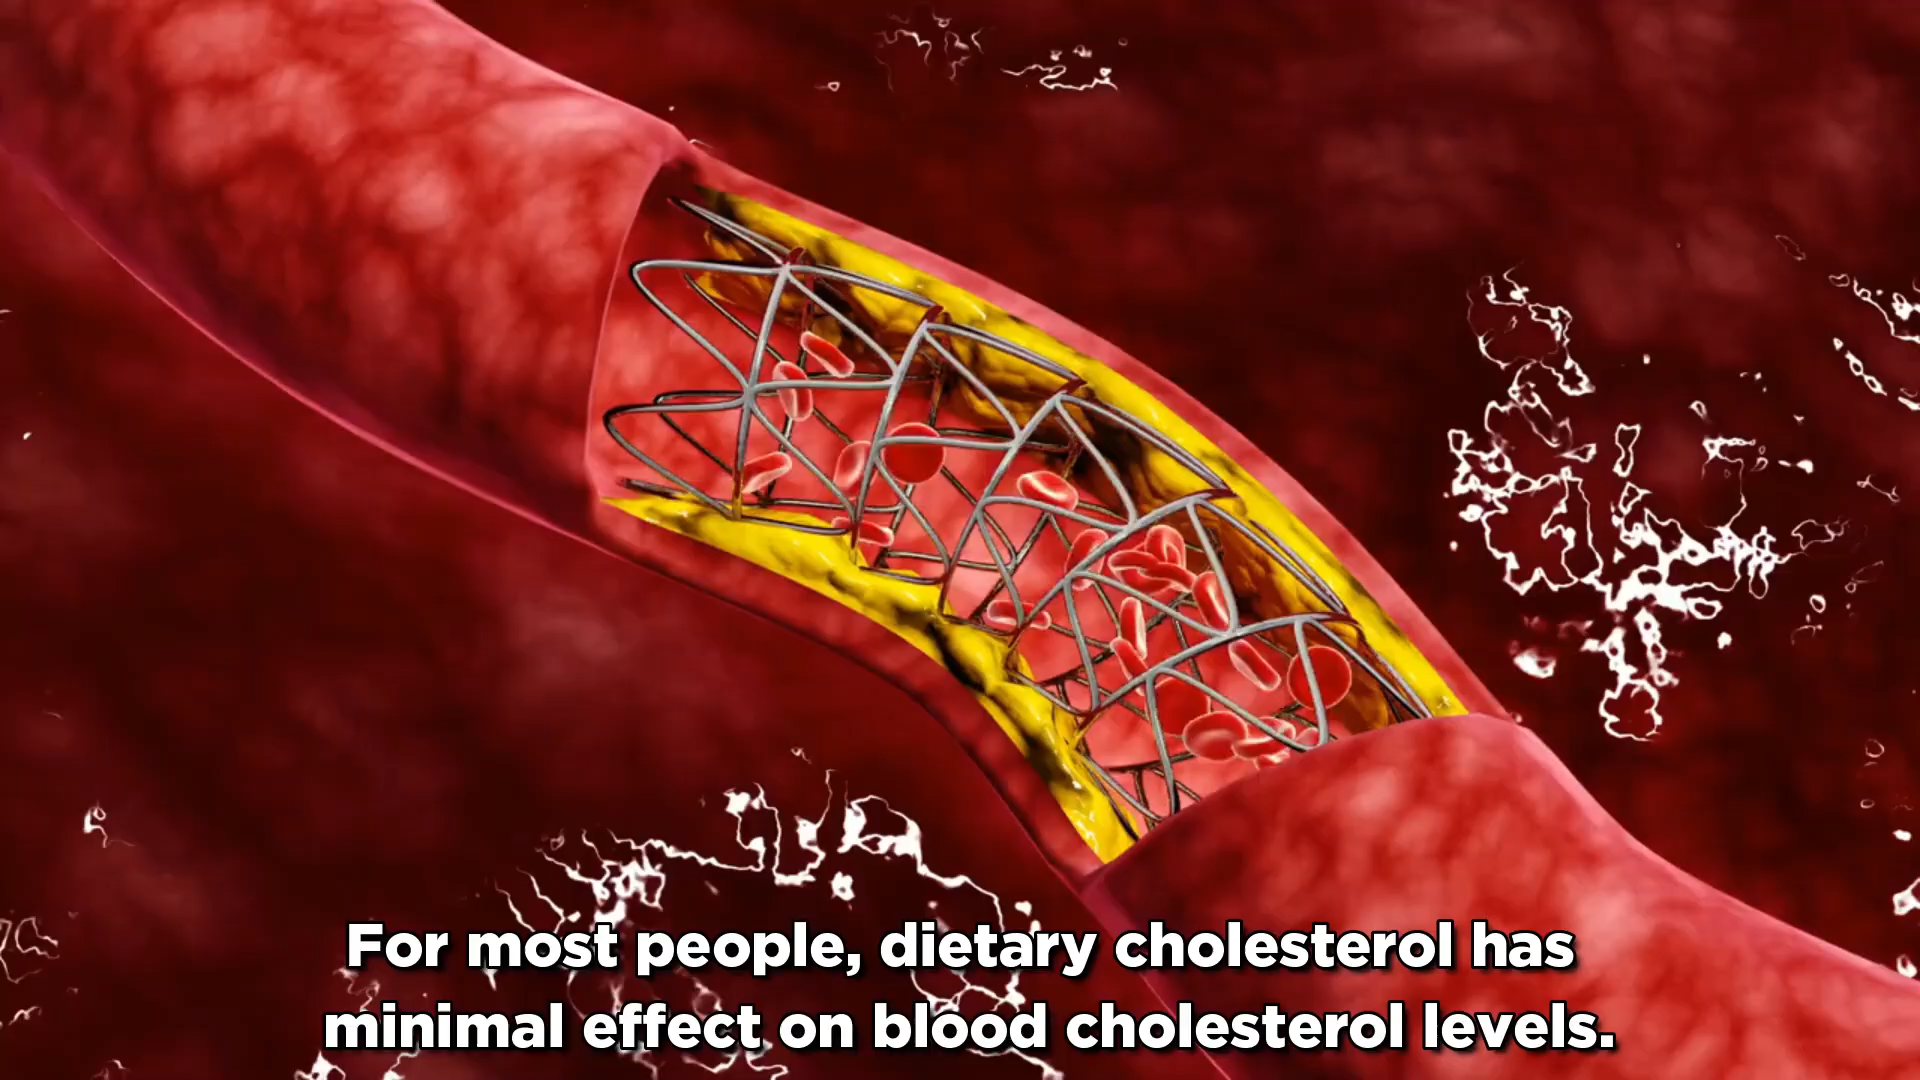 For most people, dietary cholesterol has
minimal effect on blood cholesterol levels.